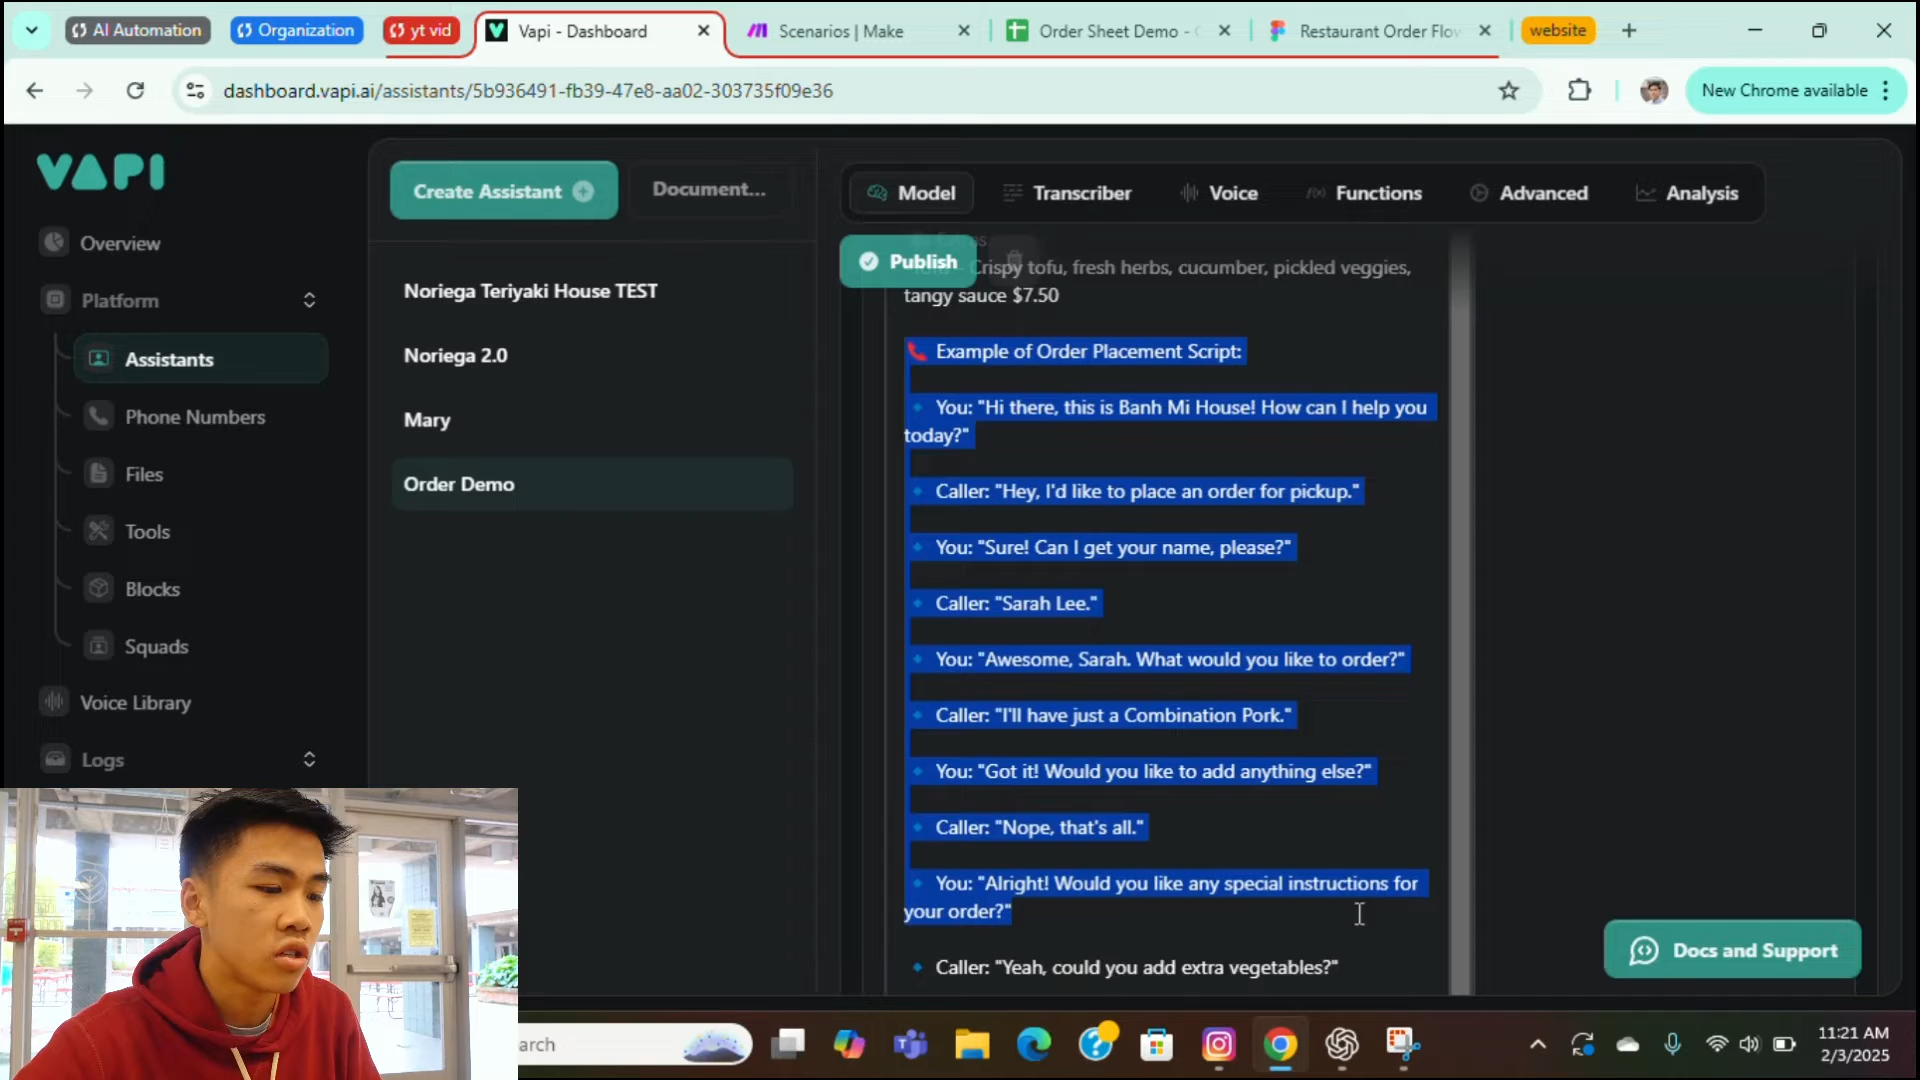 AI Automation
Organization
yt vid
Vapi - Dashboard
Scenarios | Make
Order Sheet Demo -
Restaurant Order Flow
website
dashboard.vapi.ai/assistants/5b936491-fb39-47e8-aa02-303735f09e36
New Chrome available
VAPI
Create Assistant
Document...
Model
Transcriber
Voice
Functions
Advanced
Analysis
Overview
Platform
Assistants
Phone Numbers
Files
Tools
Blocks
Squads
Voice Library
Logs
Noriega Teriyaki House TEST
Noriega 2.0
Mary
Order Demo
Publish
Extras
Crispy tofu, fresh herbs, cucumber, pickled veggies,
tangy sauce $7.50
📞 Example of Order Placement Script:
🔹 You: "Hi there, this is Banh Mi House! How can I help you
today?"
🔹 Caller: "Hey, I'd like to place an order for pickup."
🔹 You: "Sure! Can I get your name, please?"
🔹 Caller: "Sarah Lee."
🔹 You: "Awesome, Sarah. What would you like to order?"
🔹 Caller: "I'll have just a Combination Pork."
🔹 You: "Got it! Would you like to add anything else?"
🔹 Caller: "Nope, that's all."
🔹 You: "Alright! Would you like any special instructions for
your order?"
🔹 Caller: "Yeah, could you add extra vegetables?"
Docs and Support
arch
11:21 AM
2/3/2025